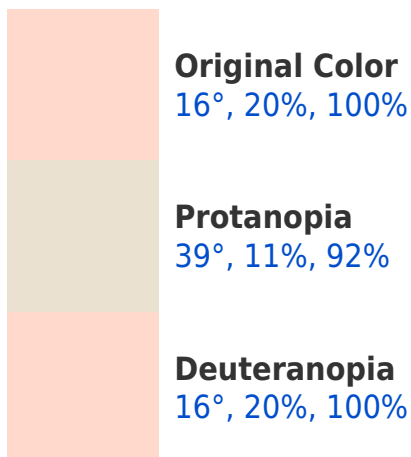 Original Color
16°, 20%, 100%
Protanopia
39°, 11%, 92%
Deuteranopia
16°, 20%, 100%